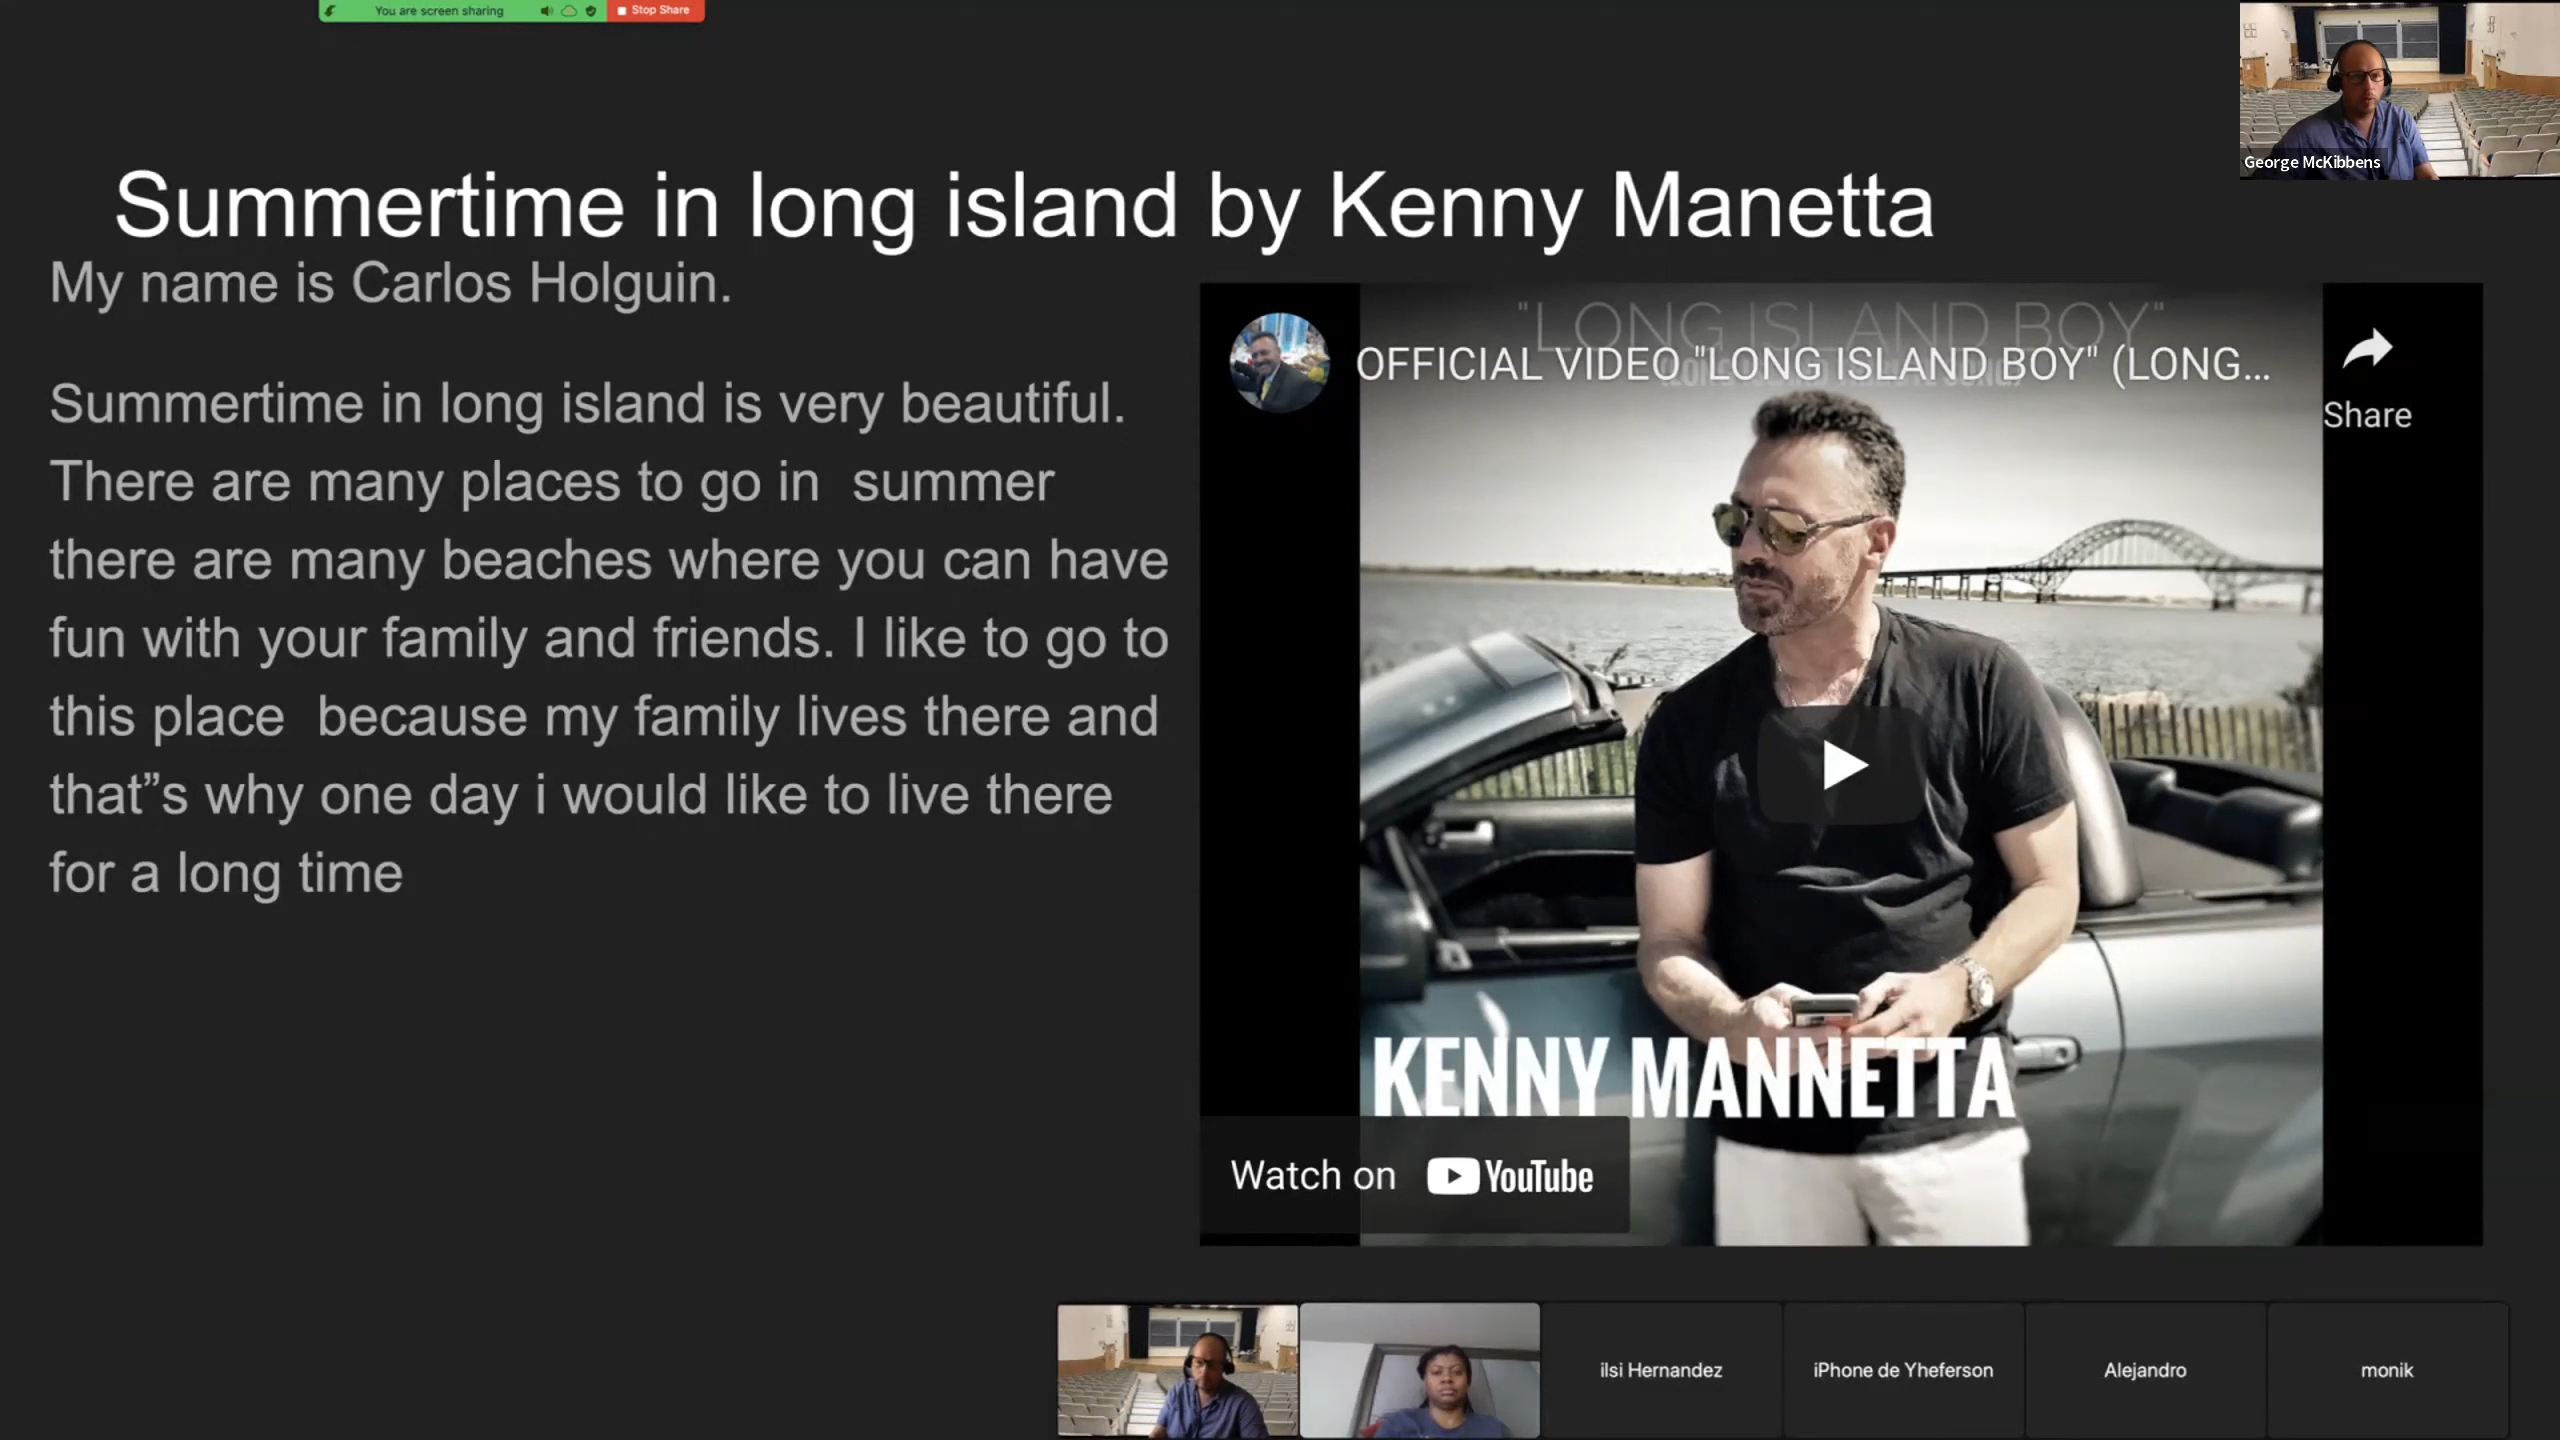 You are screen sharing
Stop Share
George McKibbens
Summertime in long island by Kenny Manetta
My name is Carlos Holguin.
Summertime in long island is very beautiful.
There are many places to go in  summer
there are many beaches where you can have
fun with your family and friends. I like to go to
this place  because my family lives there and
that”s why one day i would like to live there
for a long time
"LONG ISLAND BOY"
OFFICIAL VIDEO "LONG ISLAND BOY" (LONG...
Share
KENNY MANNETTA
Watch on YouTube
ilsi Hernandez
iPhone de Yheferson
Alejandro
monik